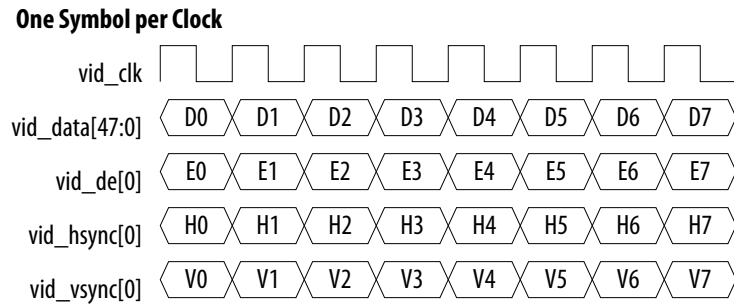 One Symbol per Clock
vid_clk
vid_data[47:0] D0 D1 D2 D3 D4 D5 D6 D7
vid_de[0] E0 E1 E2 E3 E4 E5 E6 E7
vid_hsync[0] H0 H1 H2 H3 H4 H5 H6 H7
vid_vsync[0] V0 V1 V2 V3 V4 V5 V6 V7